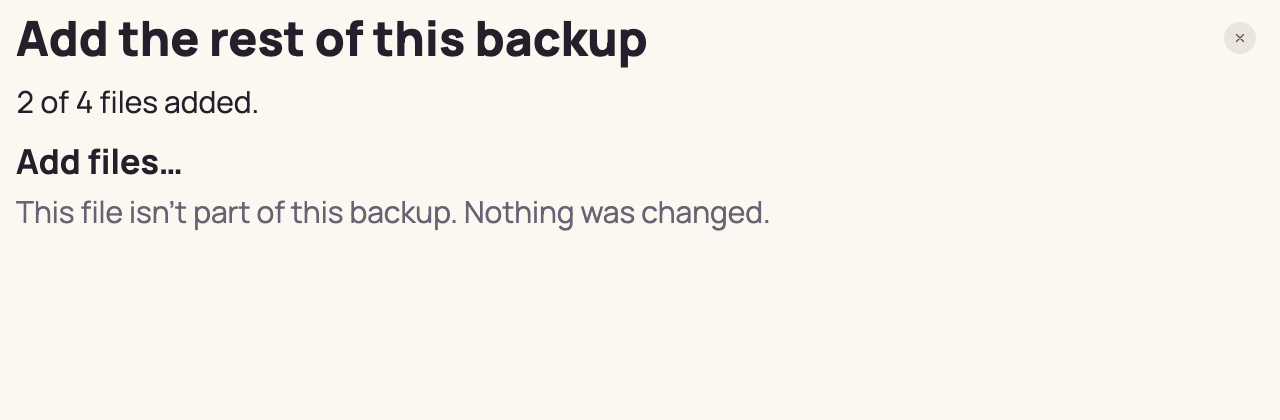 Add the rest of this backup
2 of 4 files added.
Add files…
This file isn’t part of this backup. Nothing was changed.